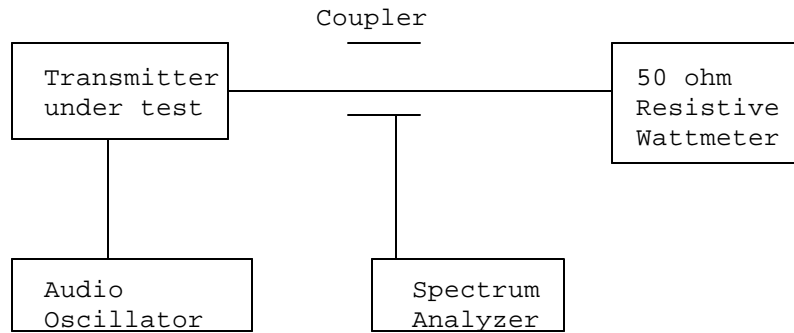 Coupler
Transmitter
under test
50 ohm
Resistive
Wattmeter
Audio
Oscillator
Spectrum
Analyzer